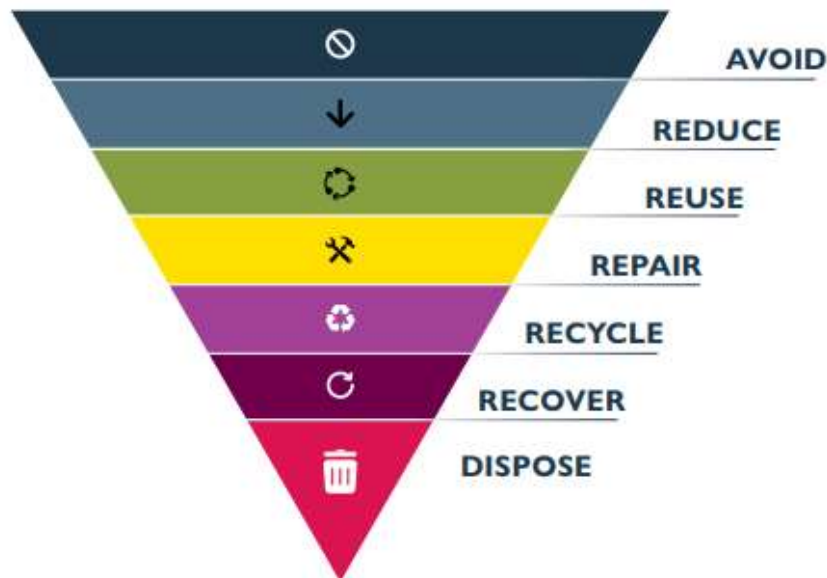 AVOID
REDUCE
REUSE
REPAIR
RECYCLE
RECOVER
DISPOSE